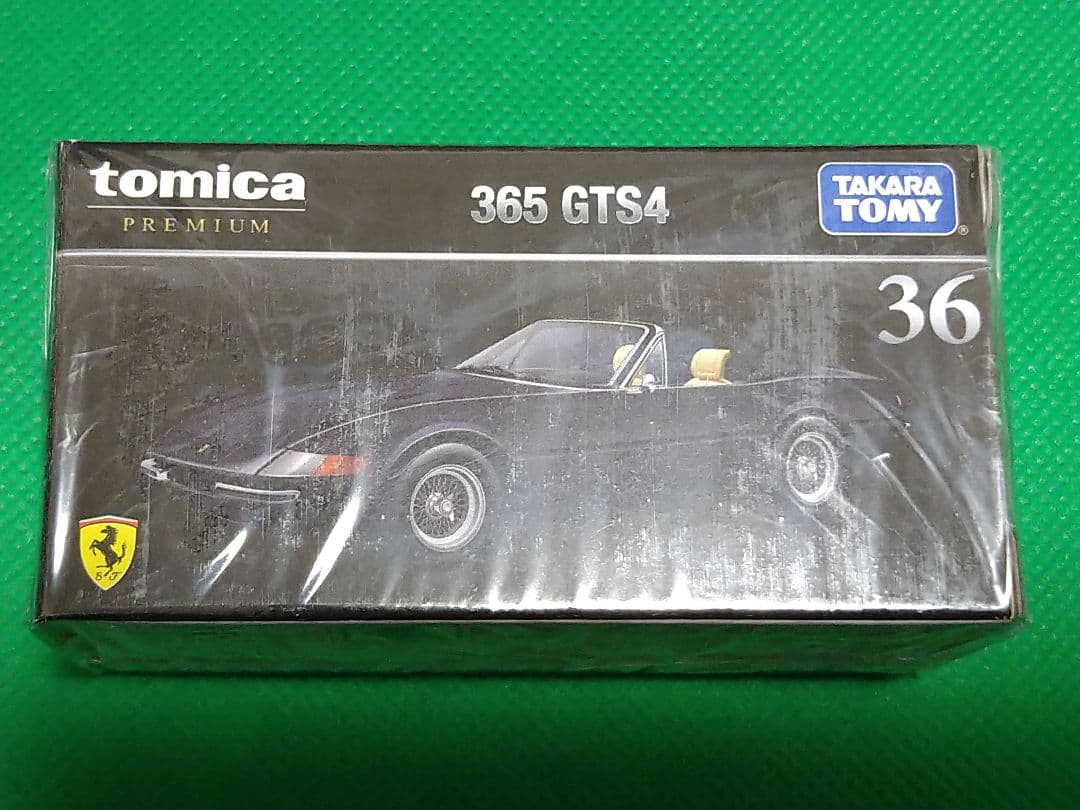 tomica
PREMIUM
365 GTS4
TAKARA
TOMY
®
36
S F